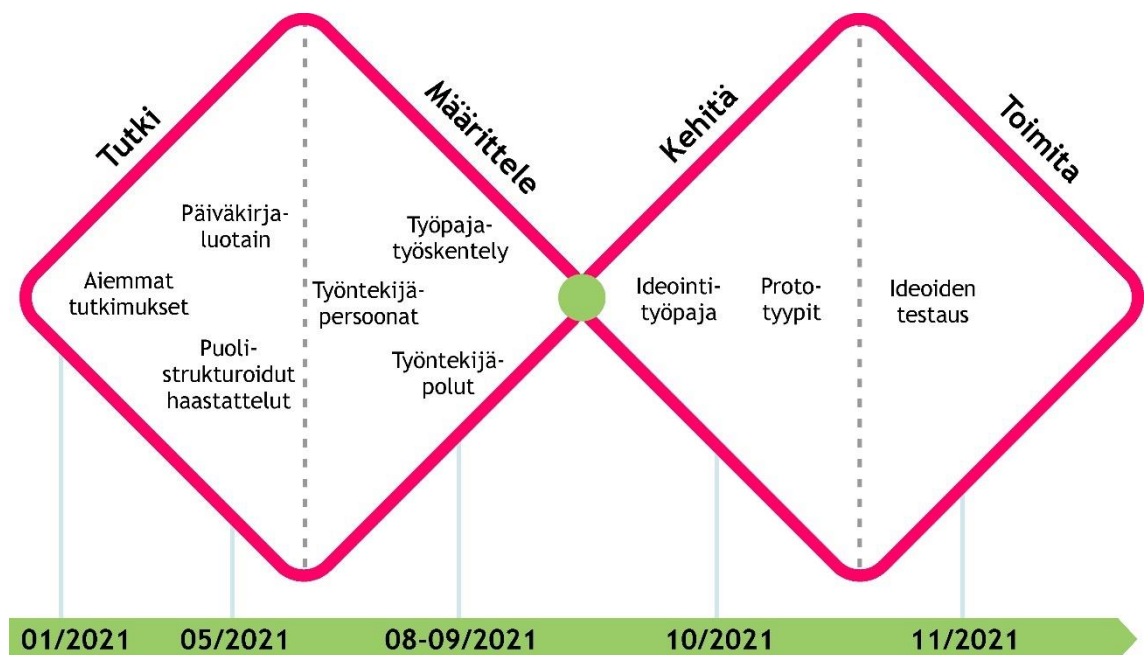 Tutki
Määrittele
Kehitä
Toimita
Päiväkirja-
luotain
Aiemmat
tutkimukset
Puoli-
strukturoidut
haastattelut
Työpaja-
työskentely
Työntekijä-
persoonat
Työntekijä-
polut
Ideointi-
työpaja
Proto-
tyypit
Ideoiden
testaus
01/2021
05/2021
08-09/2021
10/2021
11/2021